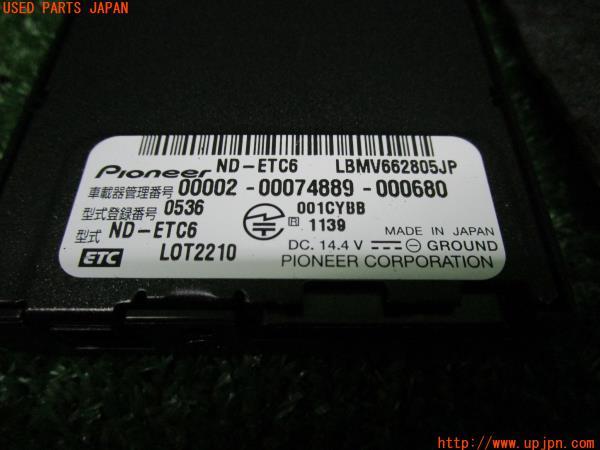 USED PARTS JAPAN
Pioneer ND-ETC6 LBMV662805JP
車載器管理番号 00002-00074889-000680
型式登録番号 0536 001CYBB
R 1139
型式 ND-ETC6 MADE IN JAPAN
DC. 14.4 V GROUND
ETC LOT2210 PIONEER CORPORATION
http://www.upjpn.com/